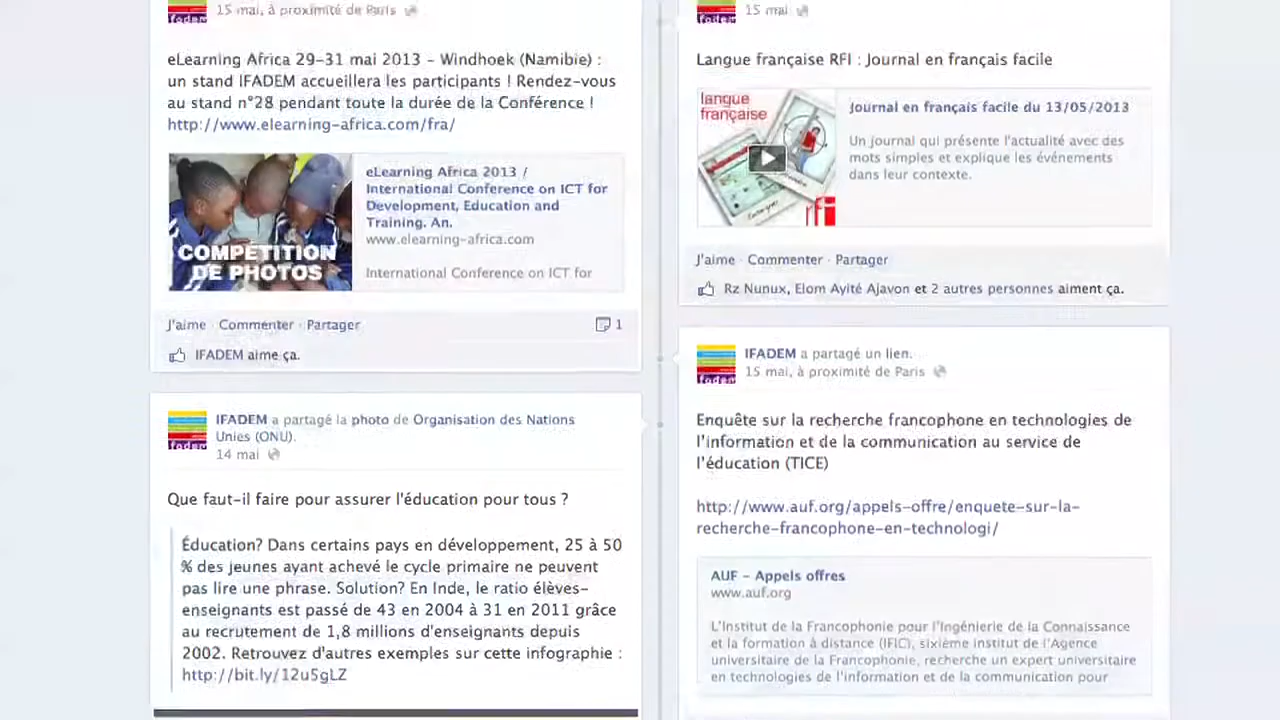 15 mai, à proximité de Paris
eLearning Africa 29-31 mai 2013 - Windhoek (Namibie) :
un stand IFADEM accueillera les participants ! Rendez-vous
au stand n°28 pendant toute la durée de la Conférence !
http://www.elearning-africa.com/fra/
COMPETITION
DE PHOTOS
eLearning Africa 2013 /
International Conference on ICT for
Development, Education and
Training. An.
www.elearning-africa.com
International Conference on ICT for
J'aime · Commenter · Partager
1
IFADEM aime ça.
ifadem
IFADEM a partagé la photo de Organisation des Nations
Unies (ONU).
14 mai
Que faut-il faire pour assurer l'éducation pour tous ?
Éducation? Dans certains pays en développement, 25 à 50
% des jeunes ayant achevé le cycle primaire ne peuvent
pas lire une phrase. Solution? En Inde, le ratio élèves-
enseignants est passé de 43 en 2004 à 31 en 2011 grâce
au recrutement de 1,8 millions d'enseignants depuis
2002. Retrouvez d'autres exemples sur cette infographie :
http://bit.ly/12u5gLZ
15 mai
Langue française RFI : Journal en français facile
langue
française
rfi
Journal en français facile du 13/05/2013
Un journal qui présente l'actualité avec des
mots simples et explique les événements
dans leur contexte.
J'aime · Commenter · Partager
Rz Nunux, Elom Ayité Ajavon et 2 autres personnes aiment ça.
ifadem
IFADEM a partagé un lien.
15 mai, à proximité de Paris
Enquête sur la recherche francophone en technologies de
l'information et de la communication au service de
l'éducation (TICE)
http://www.auf.org/appels-offre/enquete-sur-la-
recherche-francophone-en-technologi/
AUF - Appels offres
www.auf.org
L'Institut de la Francophonie pour l'Ingénierie de la Connaissance
et la formation à distance (IFIC), sixième institut de l'Agence
universitaire de la Francophonie, recherche un expert universitaire
en technologies de l'information et de la communication pour